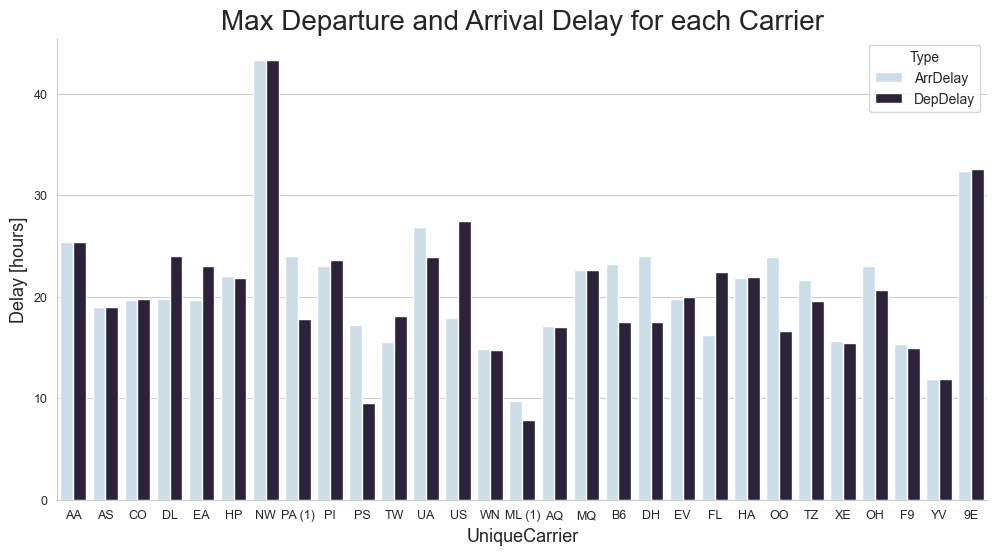 Max Departure and Arrival Delay for each Carrier
Type
ArrDelay
DepDelay
Delay [hours]
40
30
20
10
0
AA AS CO DL EA HP NW PA (1) PI PS TW UA US WN ML (1) AQ MQ B6 DH EV FL HA OO TZ XE OH F9 YV 9E
UniqueCarrier